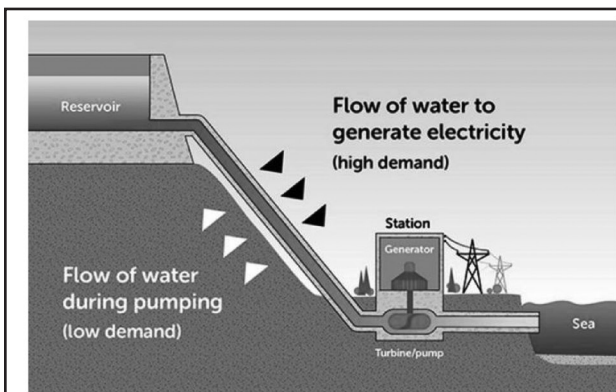 Reservoir
Flow of water to
generate electricity
(high demand)
Station
Generator
Flow of water
during pumping
(low demand)
Sea
Turbine/pump